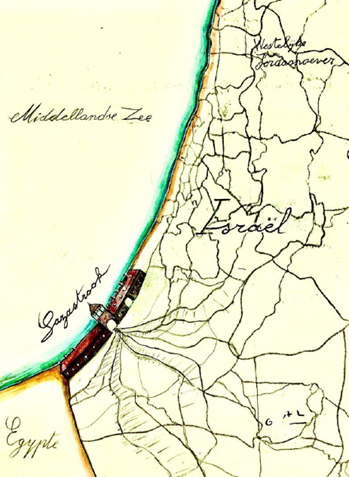 Westelijke
Jordaanoever
Middellandse Zee
Israël
Gazastrook
Egypte